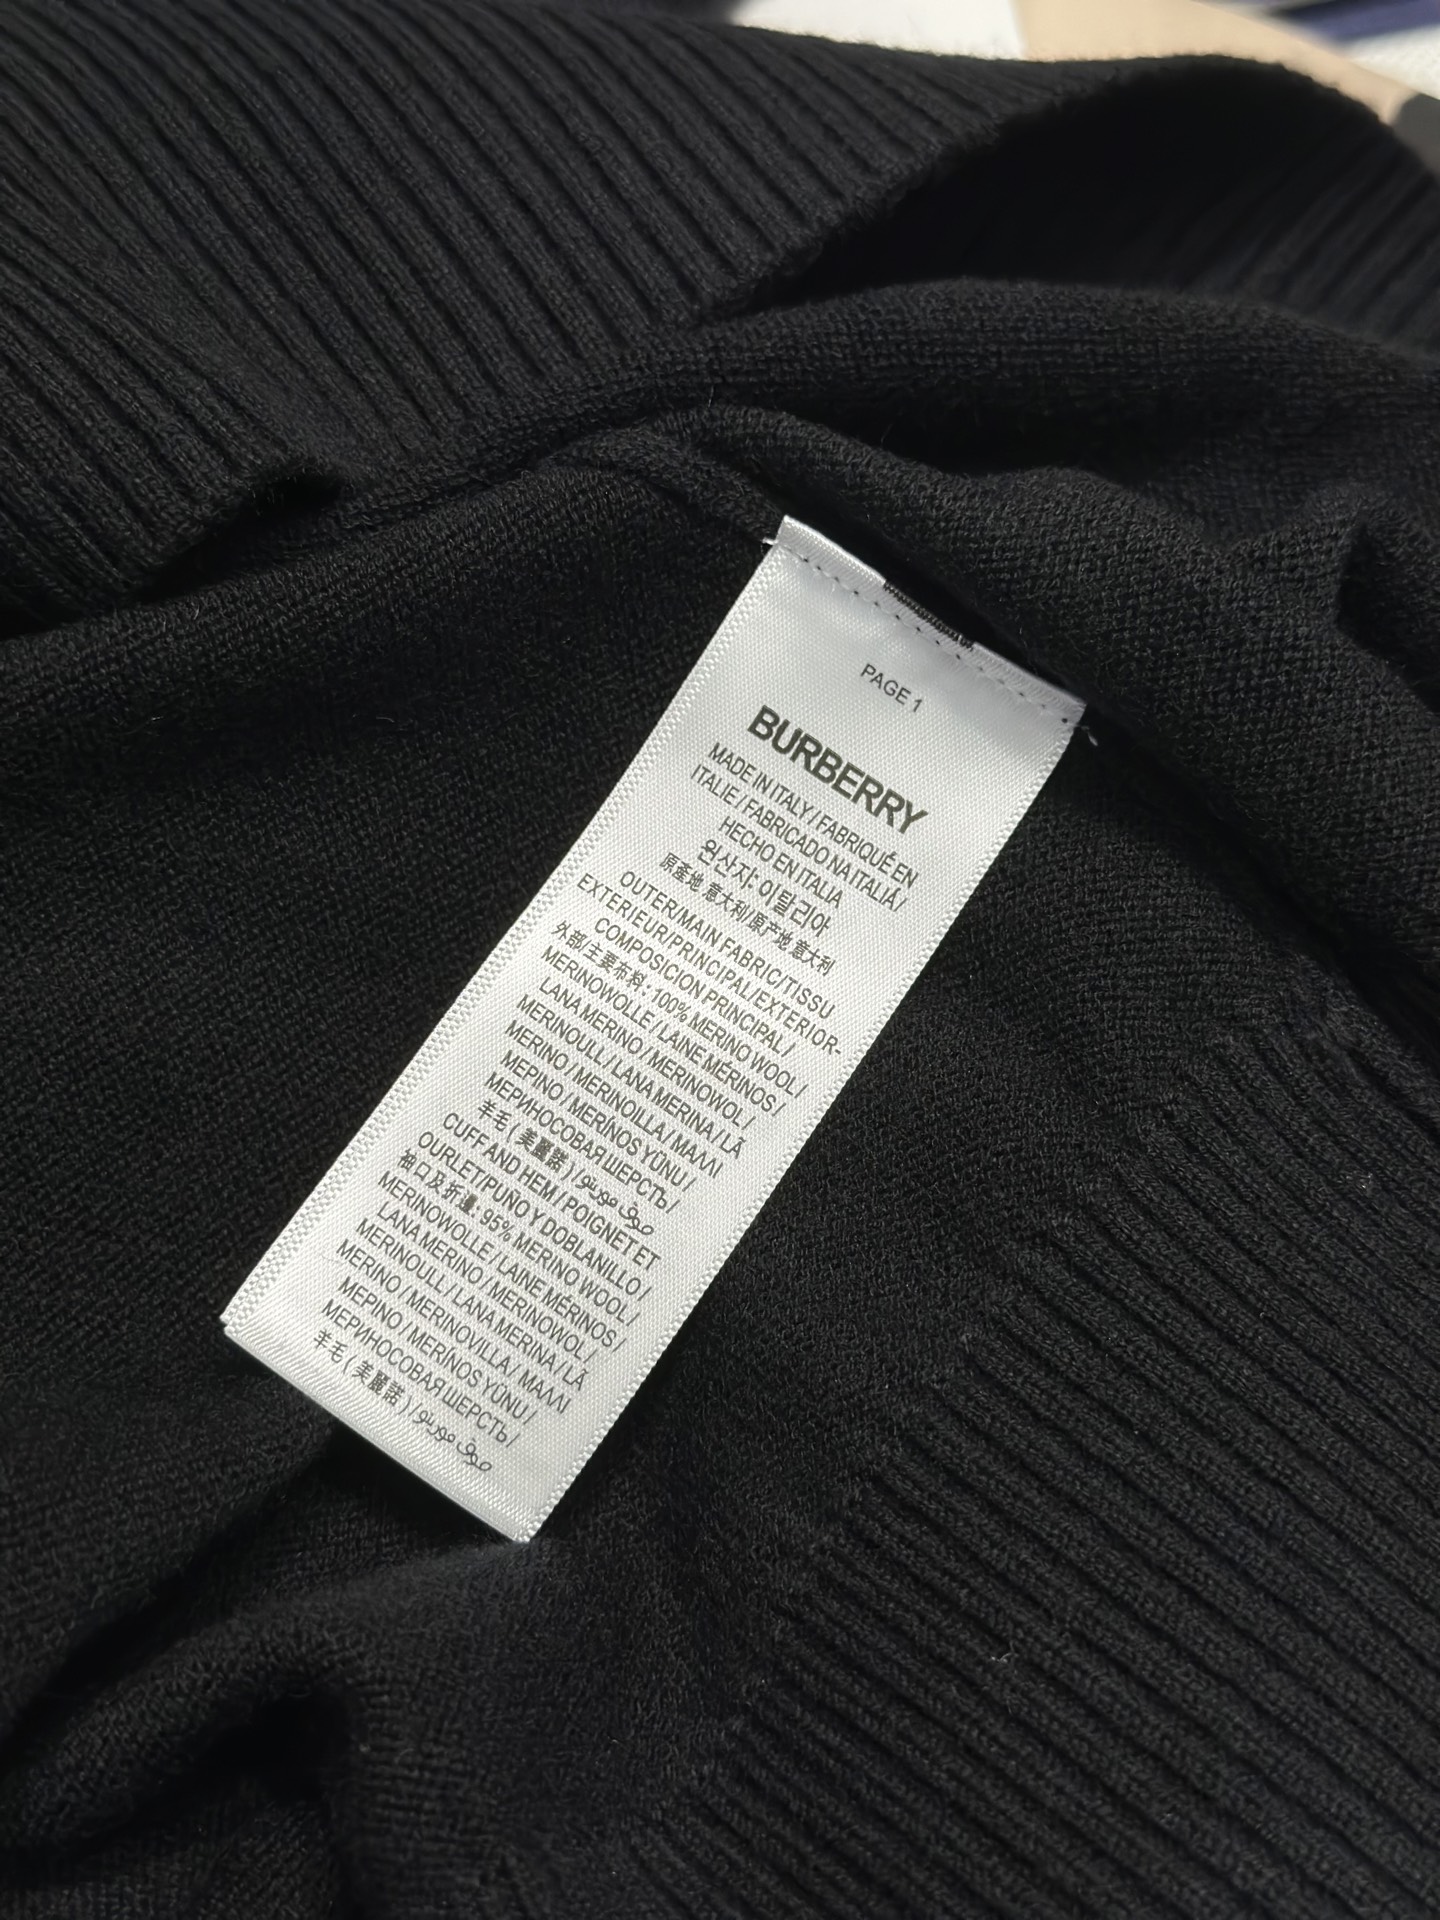 PAGE 1
BURBERRY
MADE IN ITALY / FABRIQUÉ EN
ITALIE / FABRICADO NA ITALIÁ /
HECHO EN ITALIA
원산지: 이탈리아
原產地 意大利/原产地 意大利
OUTER/MAIN FABRIC/TISSU
EXTERIEUR/PRINCIPAL/EXTERIOR-
COMPOSICION PRINCIPAL /
外部/主要布料 : 100% MERINO WOOL /
MERINOWOLLE / LAINE MÉRINOS /
LANA MERINO / MERINOWOL /
MERINOULL / LANA MERINA / LÃ
MERINO / MERINOILLA / ΜΑΛΛΙ
ΜΕΡΙΝΟ / MERİNOS YÜNÜ /
МЕРИНОСОВАЯ ШЕРСТЬ /
羊毛 ( 美麗諾 ) / صوف مورينو
CUFF AND HEM / POIGNET ET
OURLET/PUÑO Y DOBLANILLO /
袖口及折邊 : 95% MERINO WOOL /
MERINOWOLLE / LAINE MÉRINOS /
LANA MERINO / MERINOWOL /
MERINOULL / LANA MERINA / LÃ
MERINO / MERINOVILLA / ΜΑΛΛΙ
ΜΕΡΙΝΟ / MERINOS YÜNÜ /
МЕРИНОСОВАЯ ШЕРСТЬ /
羊毛 ( 美麗諾 ) / صوف مورينو